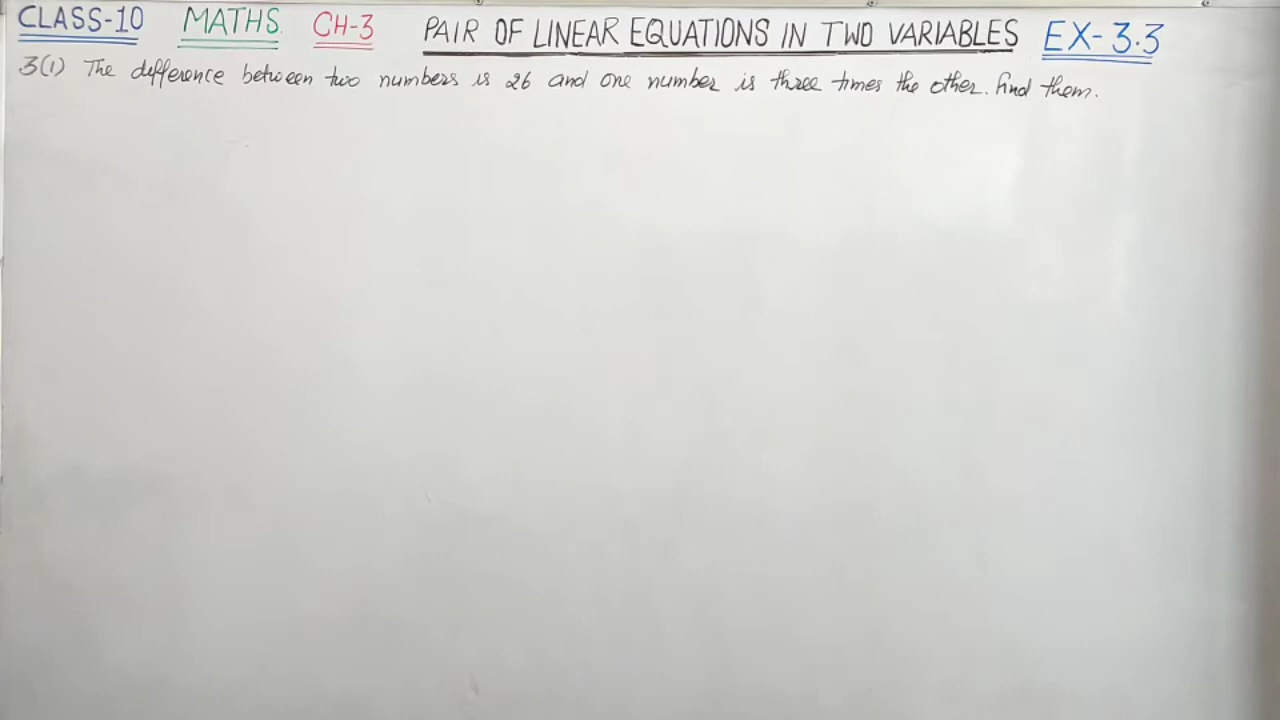 CLASS-10 MATHS. CH-3 PAIR OF LINEAR EQUATIONS IN TWO VARIABLES EX-3.3
3(1) The difference between two numbers is 26 and one number is three times the other. find them.